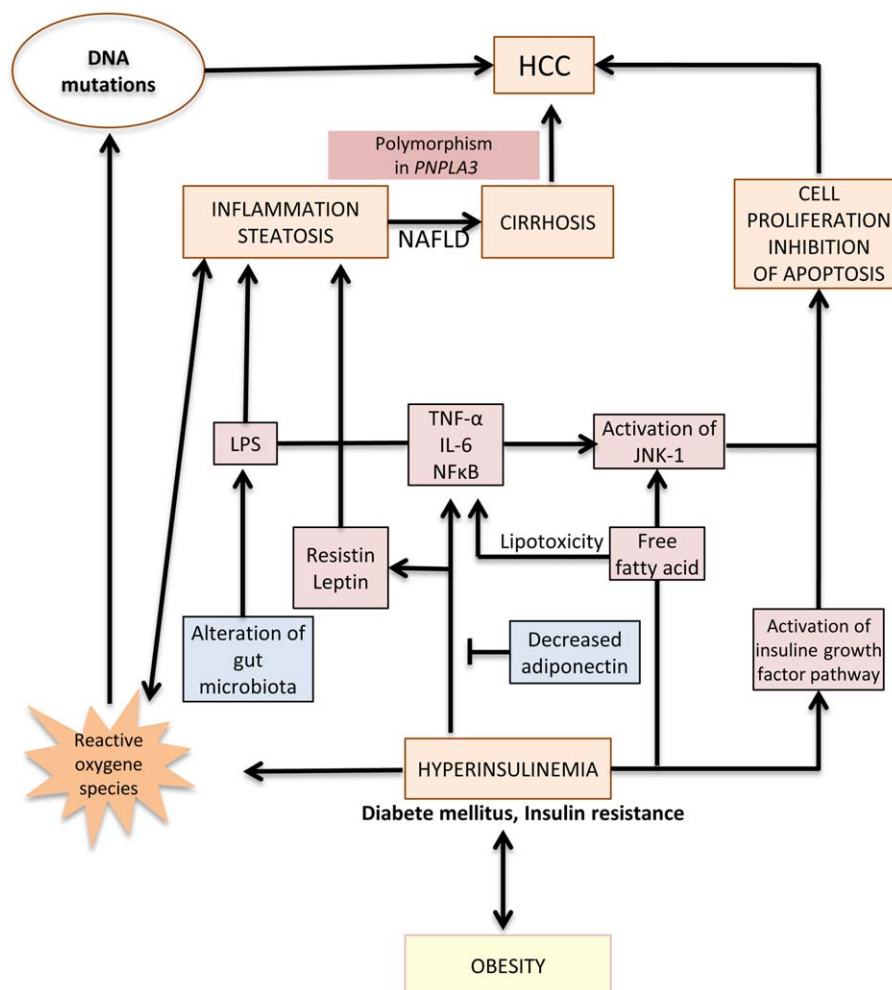 DNA
mutations
HCC
Polymorphism
in PNPLA3
INFLAMMATION
STEATOSIS
NAFLD
CIRRHOSIS
CELL
PROLIFERATION
INHIBITION
OF APOPTOSIS
LPS
TNF-α
IL-6
NFκB
Activation of
JNK-1
Resistin
Leptin
Lipotoxicity
Free
fatty acid
Alteration of
gut
microbiota
Decreased
adiponectin
Activation of
insuline growth
factor pathway
Reactive
oxygene
species
HYPERINSULINEMIA
Diabete mellitus, Insulin resistance
OBESITY